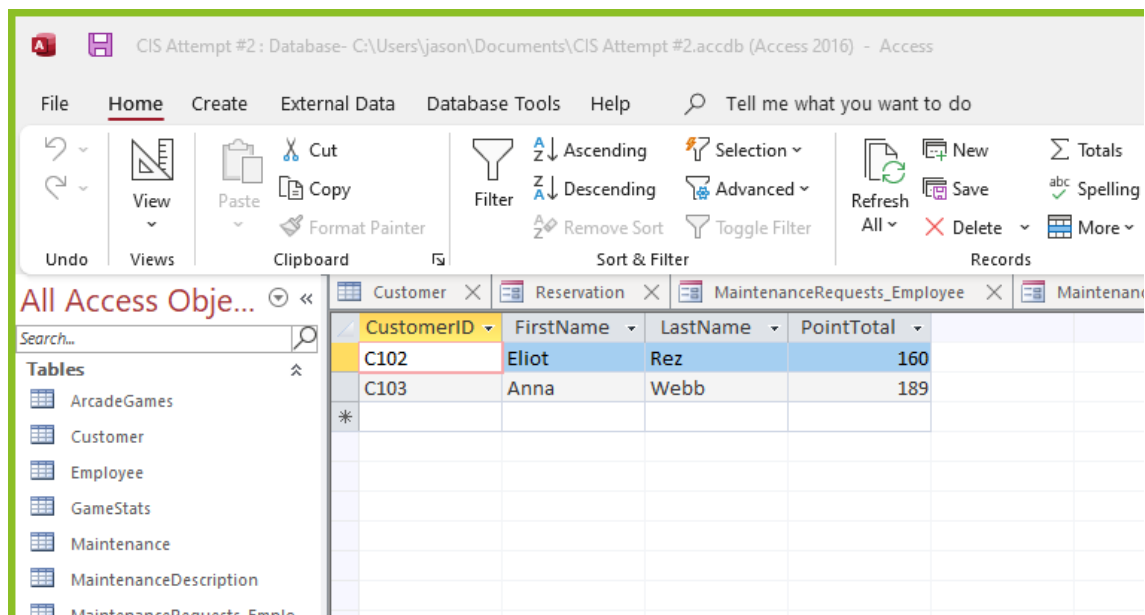 CIS Attempt #2 : Database- C:\Users\jason\Documents\CIS Attempt #2.accdb (Access 2016) - Access
File Home Create External Data Database Tools Help Tell me what you want to do
View
Paste
Cut
Copy
Format Painter
Filter
Ascending
Descending
Remove Sort
Selection
Advanced
Toggle Filter
Refresh
All
New
Save
Delete
Totals
Spelling
More
Undo Views Clipboard Sort & Filter Records
All Access Obje...
Search...
Tables
ArcadeGames
Customer
Employee
GameStats
Maintenance
MaintenanceDescription
MaintenanceRequests_Emplo
Customer Reservation MaintenanceRequests_Employee Maintenanc
CustomerID FirstName LastName PointTotal
C102 Eliot Rez 160
C103 Anna Webb 189